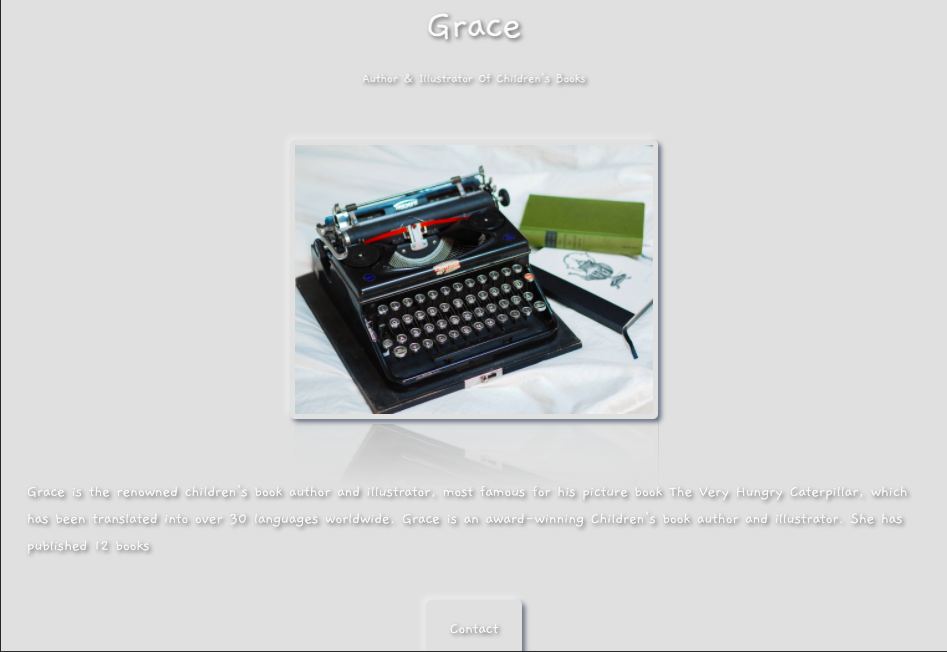 Grace
Author & Illustrator Of Children's Books
Grace is the renowned children's book author and illustrator, most famous for his picture book The Very Hungry Caterpillar, which
has been translated into over 30 languages worldwide. Grace is an award-winning Children's book author and illustrator. She has
published 12 books
Contact